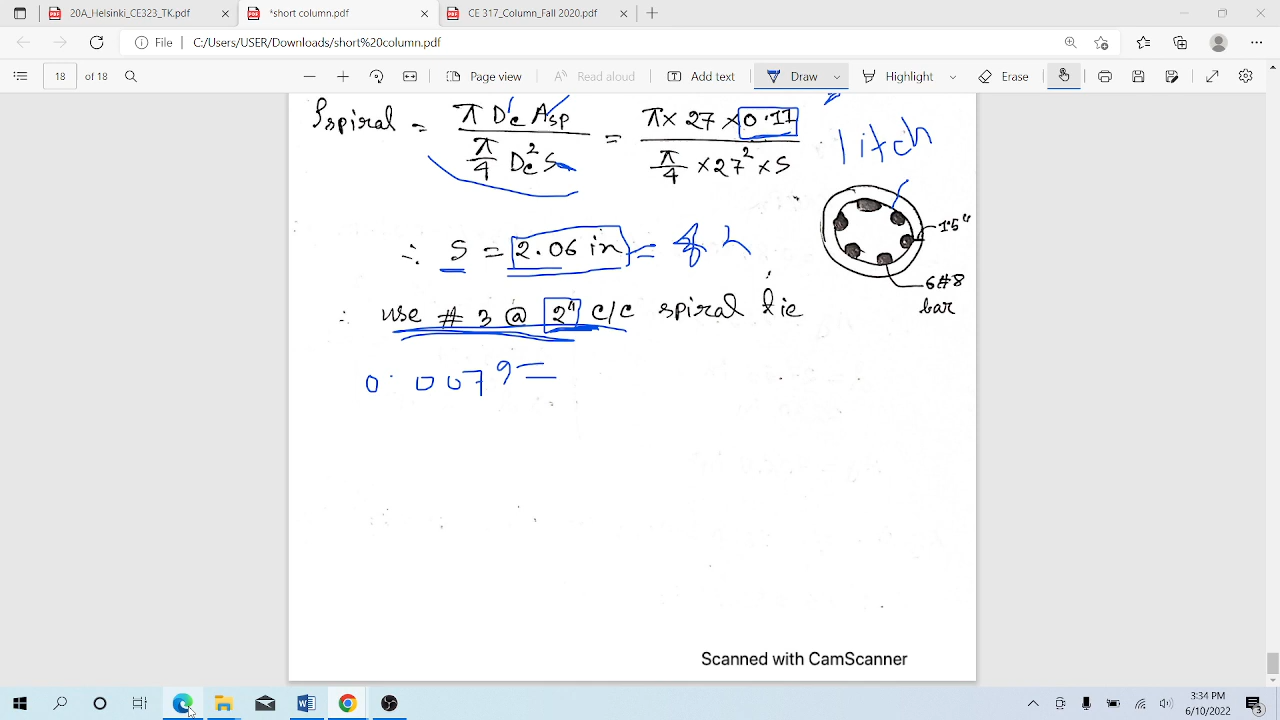 20A_Helsinki_CE323_TK.pdf
*short column.pdf
CE 317_Column_Fall 2020.pdf
File
C:/Users/USER/Downloads/short%20column.pdf
18 of 18
Page view
Read aloud
Add text
Draw
Highlight
Erase
ρspiral = π Dc Asp / π/4 Dc² S = π × 27 × 0.11 / π/4 × 27² × S
∴ S = 2.06 in
∴ use # 3 @ 2" c/c spiral tie
0.0079 =
1.5"
6#8
bar
Scanned with CamScanner
3:34 PM
6/10/2022
3